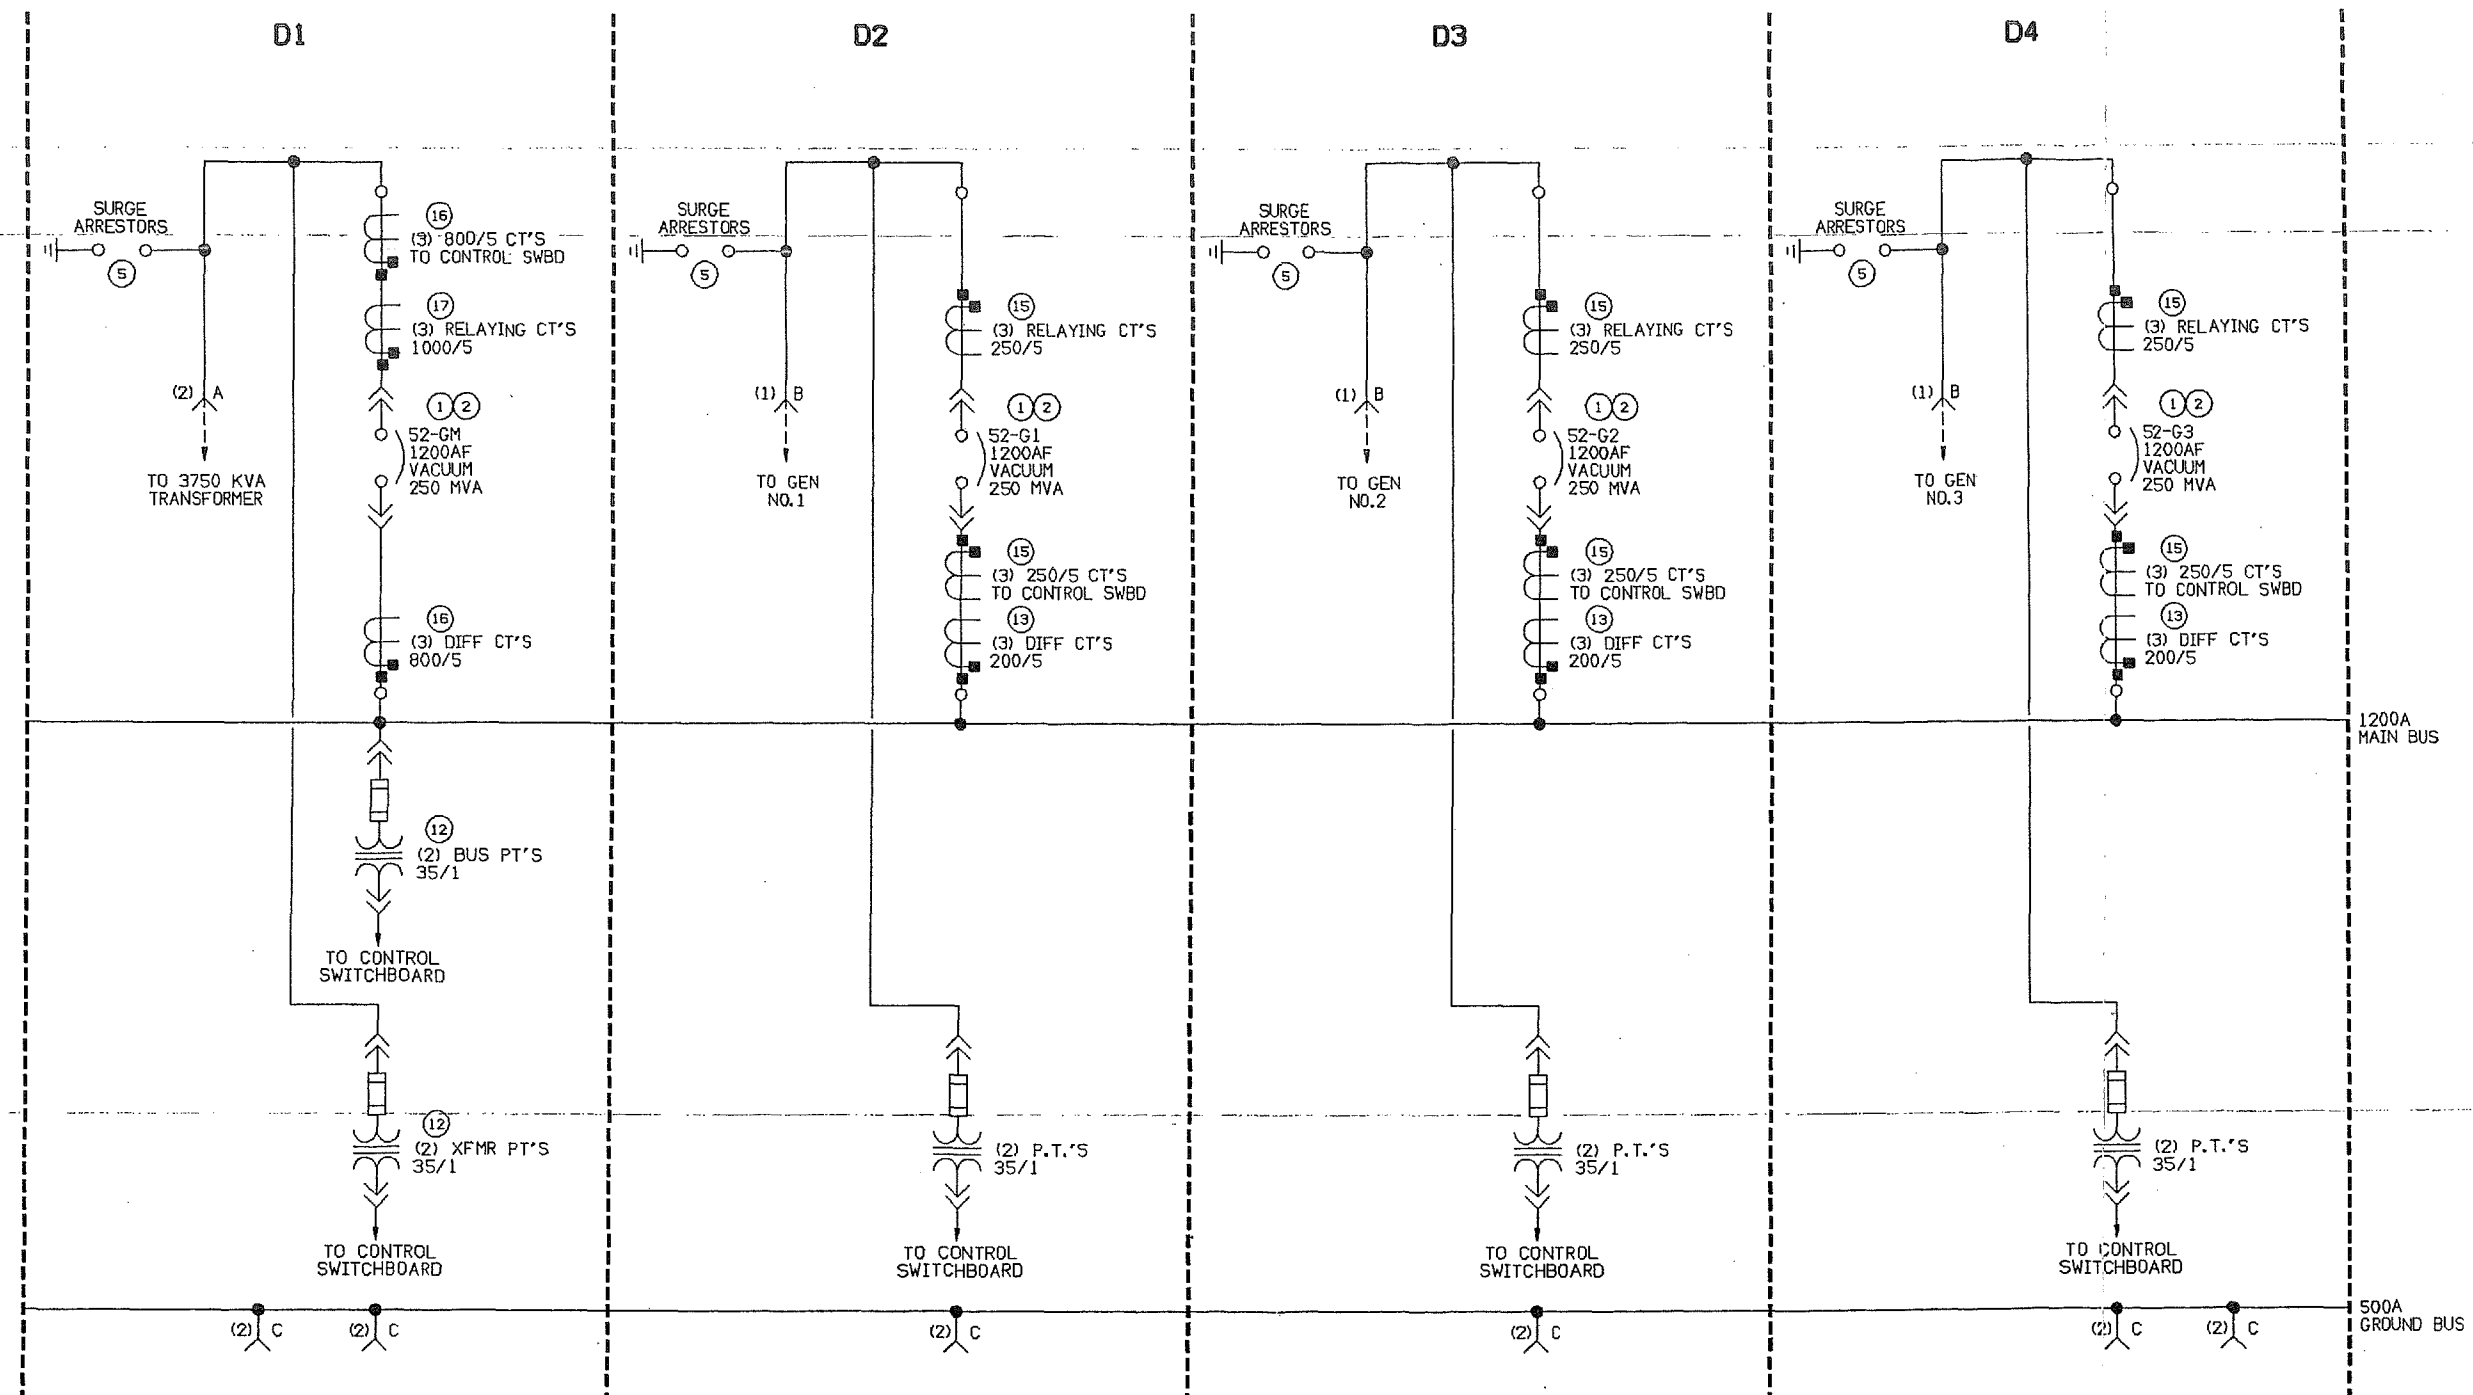 D1
SURGE
ARRESTORS
5
16
(3) 800/5 CT'S
TO CONTROL SWBD
17
(3) RELAYING CT'S
1000/5
(2) A
TO 3750 KVA
TRANSFORMER
1 2
52-GM
1200AF
VACUUM
250 MVA
16
(3) DIFF CT'S
800/5
12
(2) BUS PT'S
35/1
TO CONTROL
SWITCHBOARD
12
(2) XFMR PT'S
35/1
TO CONTROL
SWITCHBOARD
(2) C
(2) C
D2
SURGE
ARRESTORS
5
15
(3) RELAYING CT'S
250/5
(1) B
TO GEN
NO.1
1 2
52-G1
1200AF
VACUUM
250 MVA
15
(3) 250/5 CT'S
TO CONTROL SWBD
13
(3) DIFF CT'S
200/5
(2) P.T.'S
35/1
TO CONTROL
SWITCHBOARD
(2) C
D3
SURGE
ARRESTORS
5
15
(3) RELAYING CT'S
250/5
(1) B
TO GEN
NO.2
1 2
52-G2
1200AF
VACUUM
250 MVA
15
(3) 250/5 CT'S
TO CONTROL SWBD
13
(3) DIFF CT'S
200/5
(2) P.T.'S
35/1
TO CONTROL
SWITCHBOARD
(2) C
D4
SURGE
ARRESTORS
5
15
(3) RELAYING CT'S
250/5
(1) B
TO GEN
NO.3
1 2
52-G3
1200AF
VACUUM
250 MVA
15
(3) 250/5 CT'S
TO CONTROL SWBD
13
(3) DIFF CT'S
200/5
1200A
MAIN BUS
(2) P.T.'S
35/1
TO CONTROL
SWITCHBOARD
(2) C
(2) C
500A
GROUND BUS